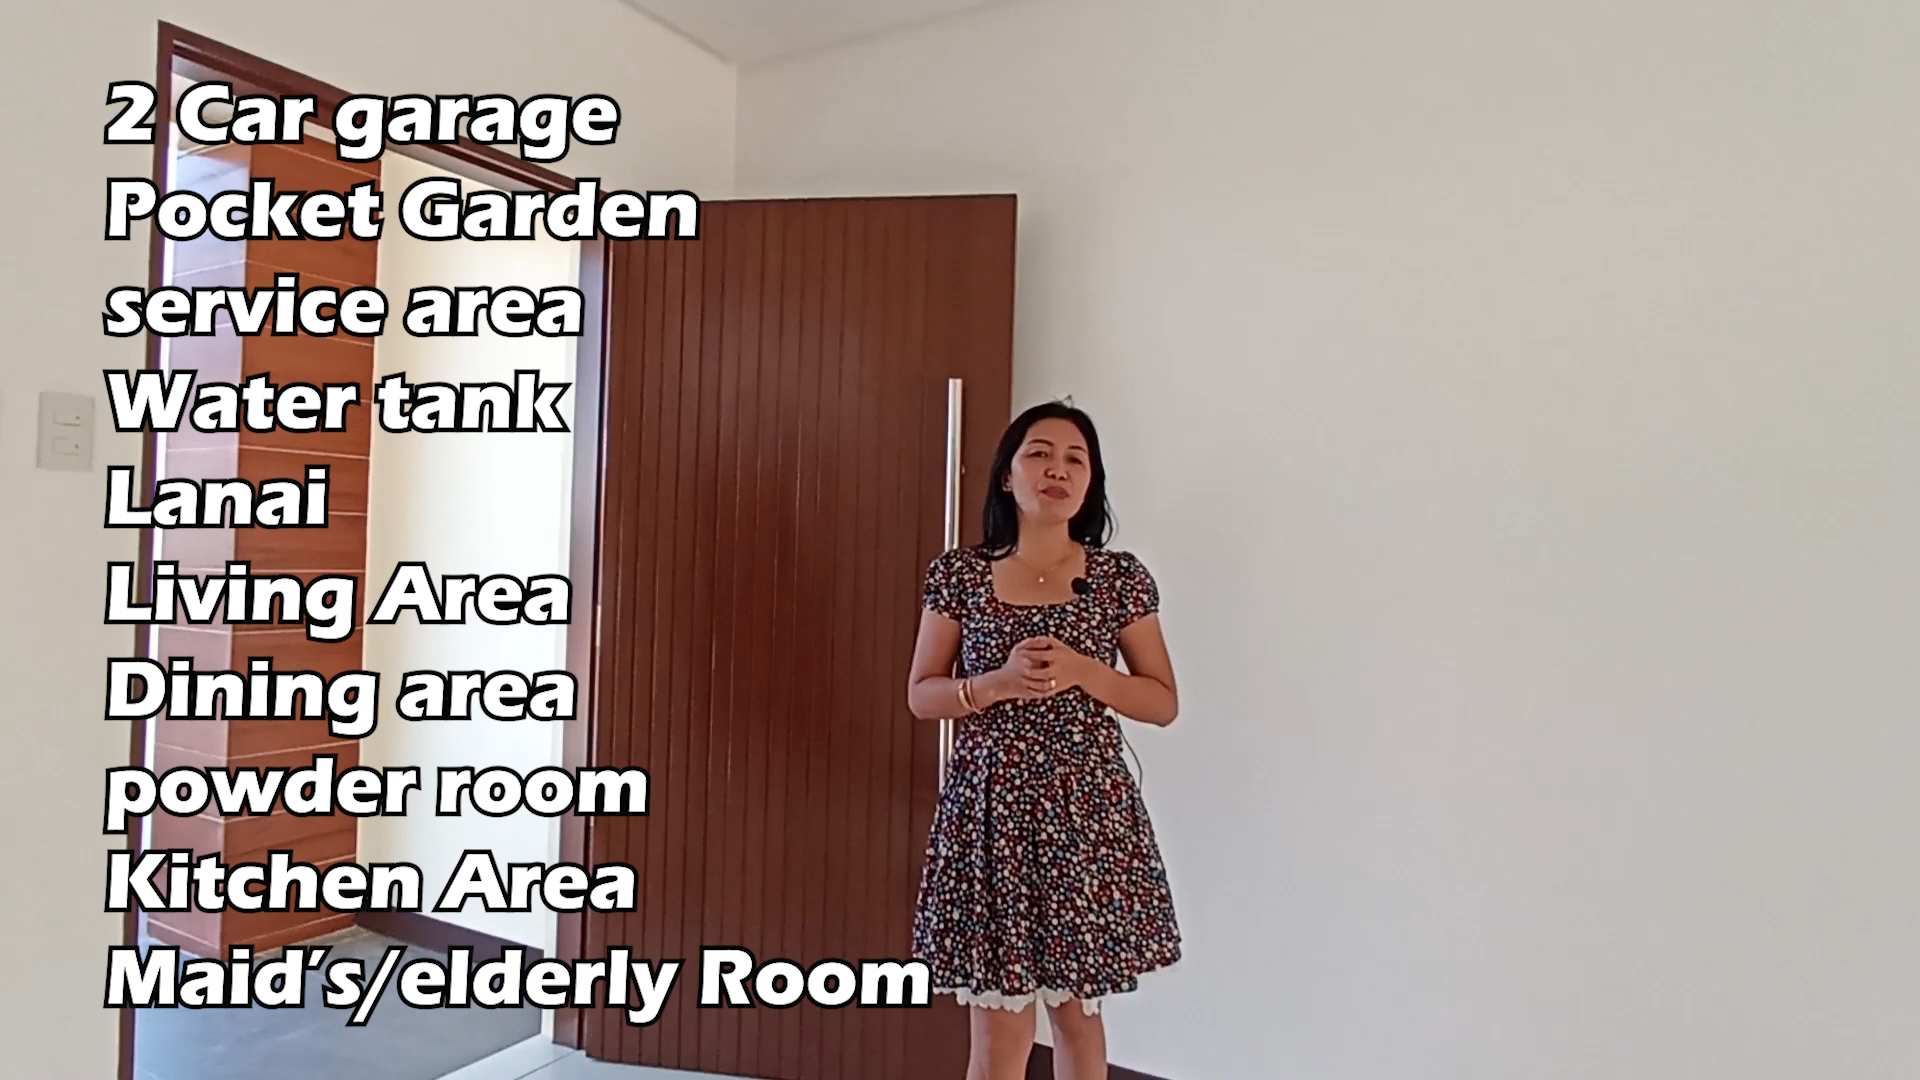 2 Car garage
Pocket Garden
service area
Water tank
Lanai
Living Area
Dining area
powder room
Kitchen Area
Maid's/elderly Room